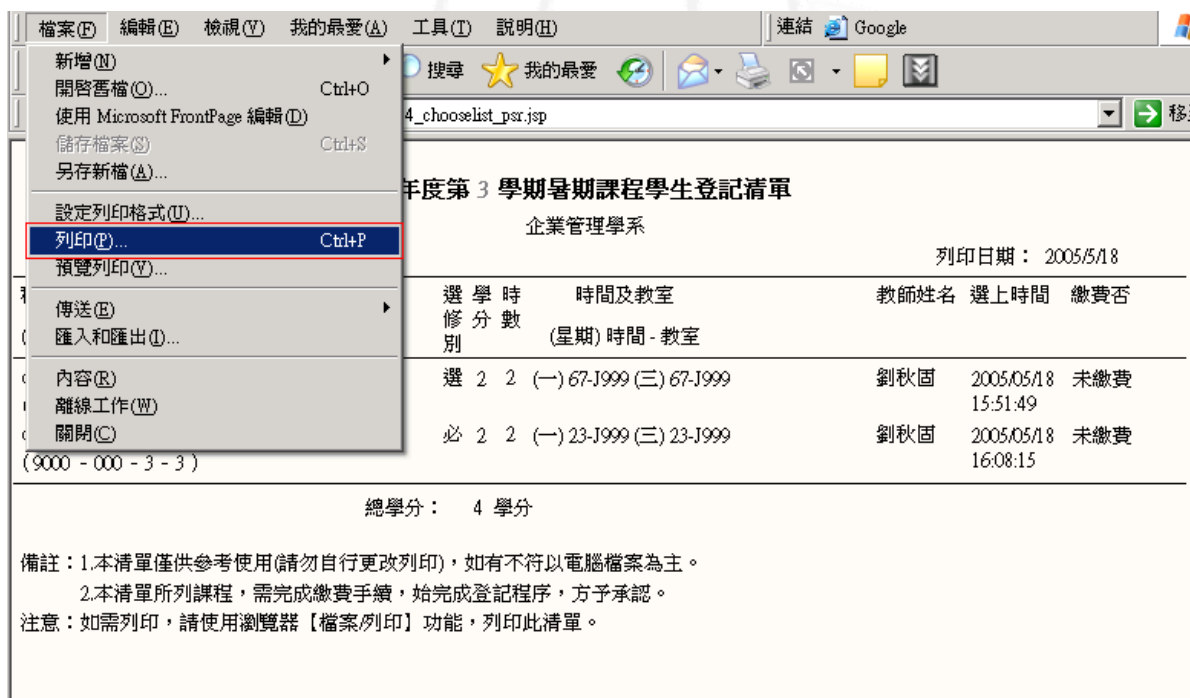 檔案(F) 編輯(E) 檢視(V) 我的最愛(A) 工具(T) 說明(H) 連結 Google
新增(N)
開啓舊檔(O)... Ctrl+O
使用 Microsoft FrontPage 編輯(D)
儲存檔案(S) Ctrl+S
另存新檔(A)...
設定列印格式(U)...
列印(P)... Ctrl+P
預覽列印(V)...
傳送(E)
匯入和匯出(I)...
內容(R)
離線工作(W)
關閉(C)
搜尋 我的最愛
4_chooselist_psr.jsp
年度第 3 學期暑期課程學生登記清單
企業管理學系
列印日期： 2005/5/18
選修別 學分 時數 時間及教室 教師姓名 選上時間 繳費否
(星期) 時間 - 教室
選 2 2 (一) 67-J999 (三) 67-J999 劉秋固 2005/05/18 未繳費
15:51:49
必 2 2 (一) 23-J999 (三) 23-J999 劉秋固 2005/05/18 未繳費
(9000 - 000 - 3 - 3 ) 16:08:15
總學分： 4 學分
備註：1.本清單僅供參考使用(請勿自行更改列印)，如有不符以電腦檔案為主。
2.本清單所列課程，需完成繳費手續，始完成登記程序，方予承認。
注意：如需列印，請使用瀏覽器【檔案/列印】功能，列印此清單。